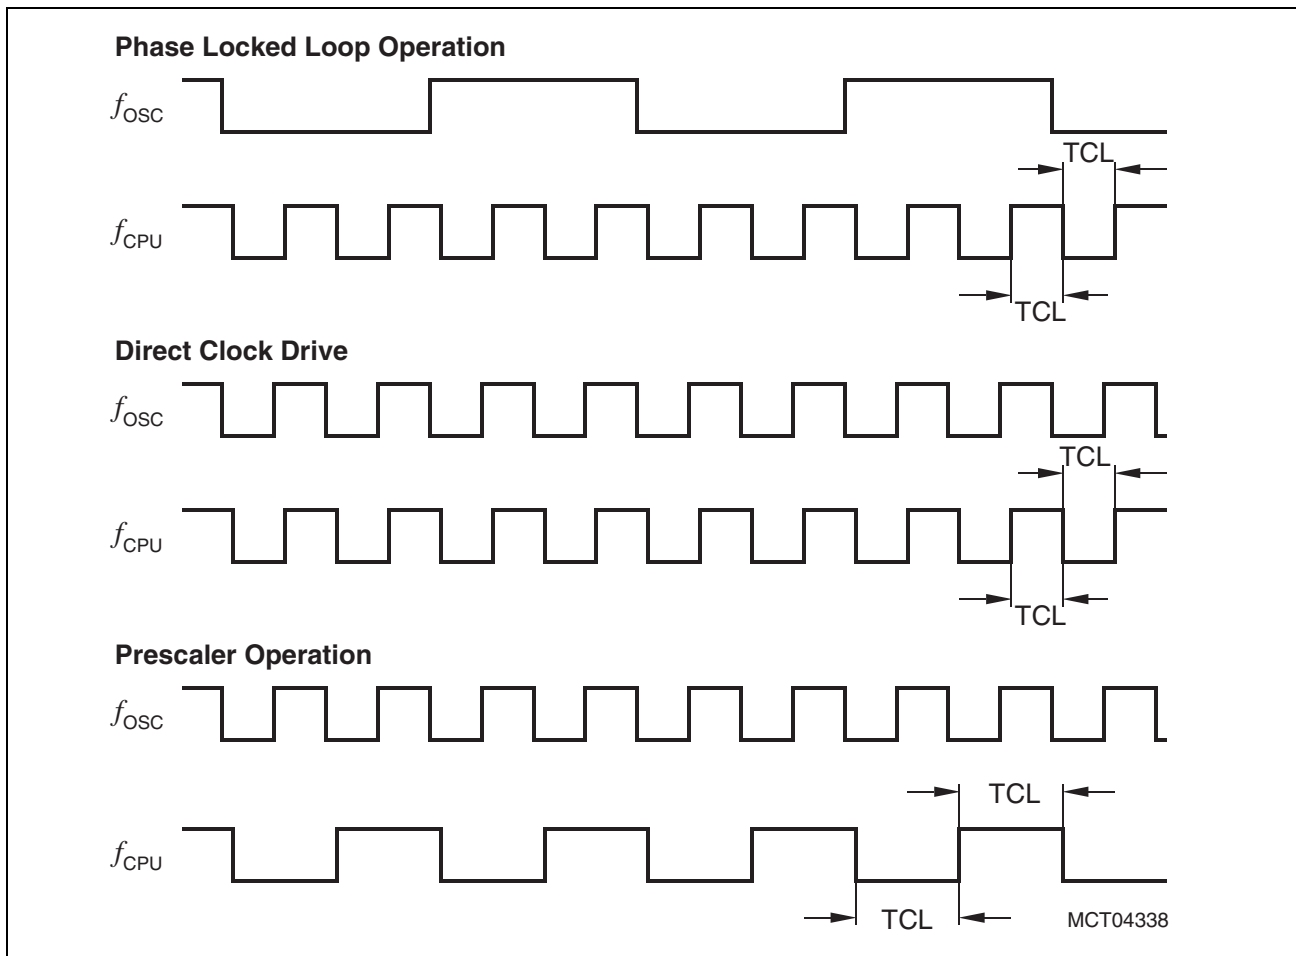 Phase Locked Loop Operation
fOSC
TCL
fCPU
TCL
Direct Clock Drive
fOSC
TCL
fCPU
TCL
Prescaler Operation
fOSC
TCL
fCPU
TCL
MCT04338